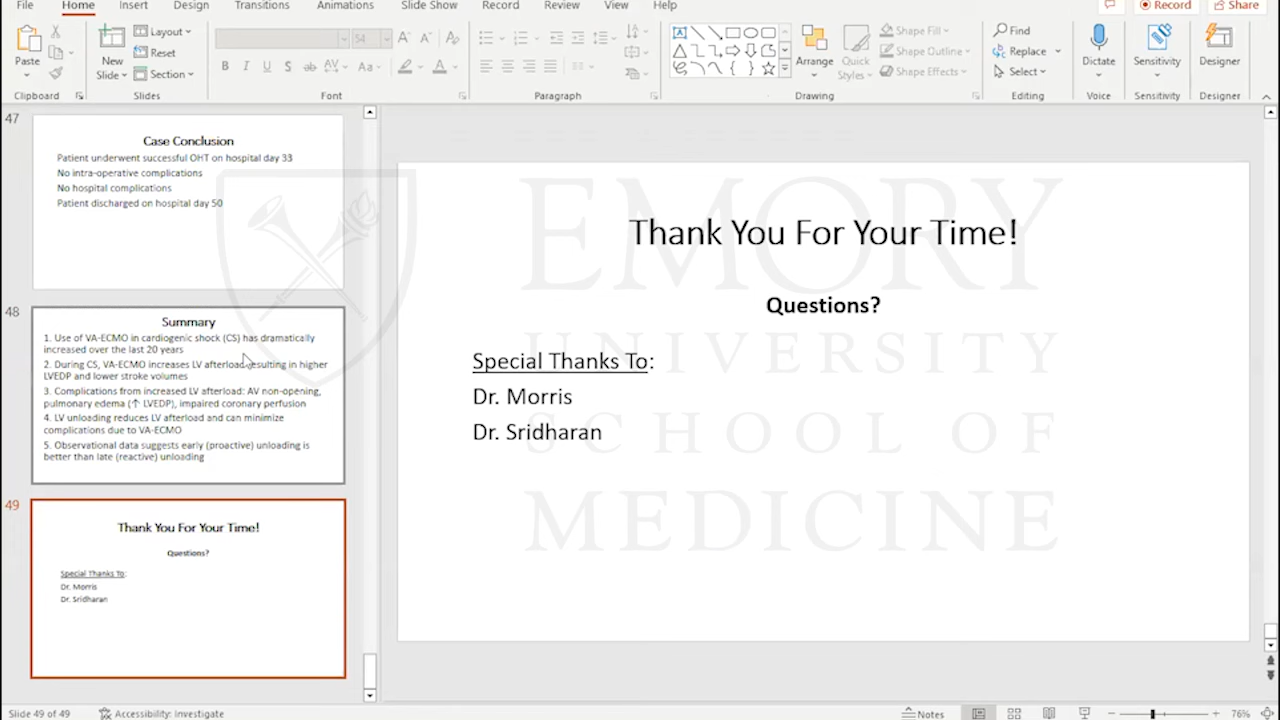 File Home Insert Design Transitions Animations Slide Show Record Review View Help Record Share
Paste
Clipboard
New
Slide
Layout
Reset
Section
Slides
54
Font
Paragraph
Arrange
Quick
Styles
Shape Fill
Shape Outline
Shape Effects
Drawing
Find
Replace
Select
Editing
Dictate
Voice
Sensitivity
Sensitivity
Designer
Designer
47
Case Conclusion
Patient underwent successful OHT on hospital day 33
No intra-operative complications
No hospital complications
Patient discharged on hospital day 50
48
Summary
1. Use of VA-ECMO in cardiogenic shock (CS) has dramatically
increased over the last 20 years
2. During CS, VA-ECMO increases LV afterload resulting in higher
LVEDP and lower stroke volumes
3. Complications from increased LV afterload: AV non-opening,
pulmonary edema (↑ LVEDP), impaired coronary perfusion
4. LV unloading reduces LV afterload and can minimize
complications due to VA-ECMO
5. Observational data suggests early (proactive) unloading is
better than late (reactive) unloading
49
Thank You For Your Time!
Questions?
Special Thanks To:
Dr. Morris
Dr. Sridharan
Thank You For Your Time!
Questions?
Special Thanks To:
Dr. Morris
Dr. Sridharan
EMORY
UNIVERSITY
SCHOOL OF
MEDICINE
Slide 49 of 49 Accessibility: Investigate Notes 76%